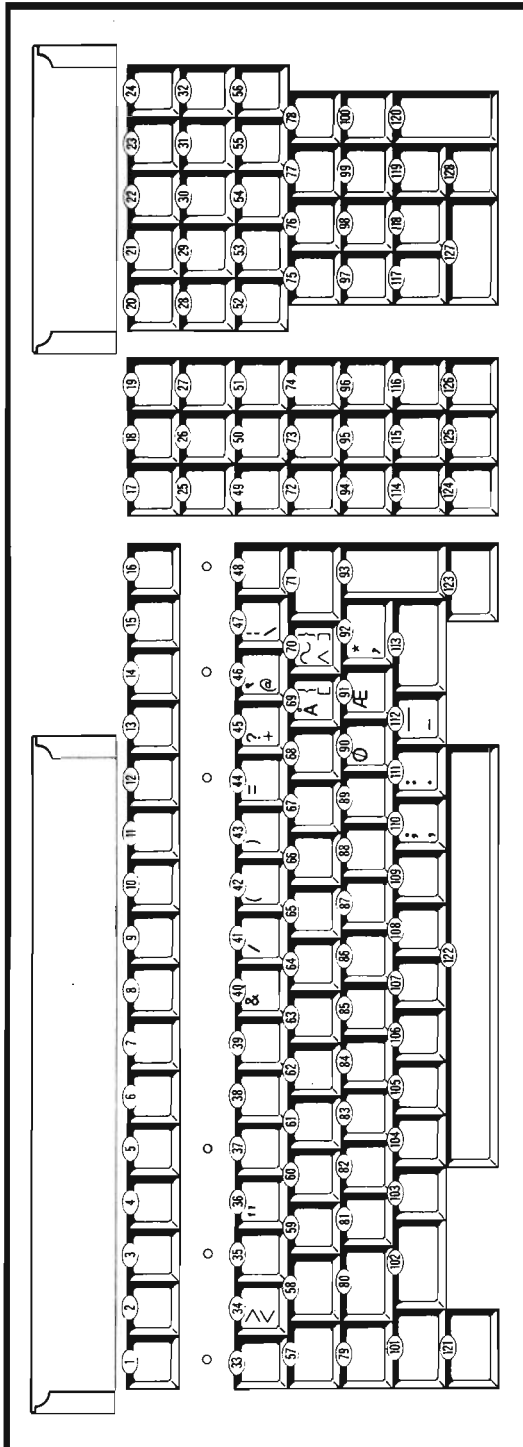 1 2 3 4 5 6 7 8 9 10 11 12 13 14 15 16 17 18 19 20 21 22 23 24
25 26 27 28 29 30 31 32
33 34 35 36 37 38 39 40 41 42 43 44 45 46 47 48 49 50 51 52 53 54 55 56
> " & / ( ) = ? ° ¦
< + @ \
57 58 59 60 61 62 63 64 65 66 67 68 69 70 71 72 73 74 75 76 77 78
Å { ~ }
[ ^ ]
79 80 81 82 83 84 85 86 87 88 89 90 91 92 93 94 95 96 97 98 99 100
Ø Æ *
'
101 102 103 104 105 106 107 108 109 110 111 112 113 114 115 116 117 118 119 120
; : _
, . -
121 122 123 124 125 126 127 128